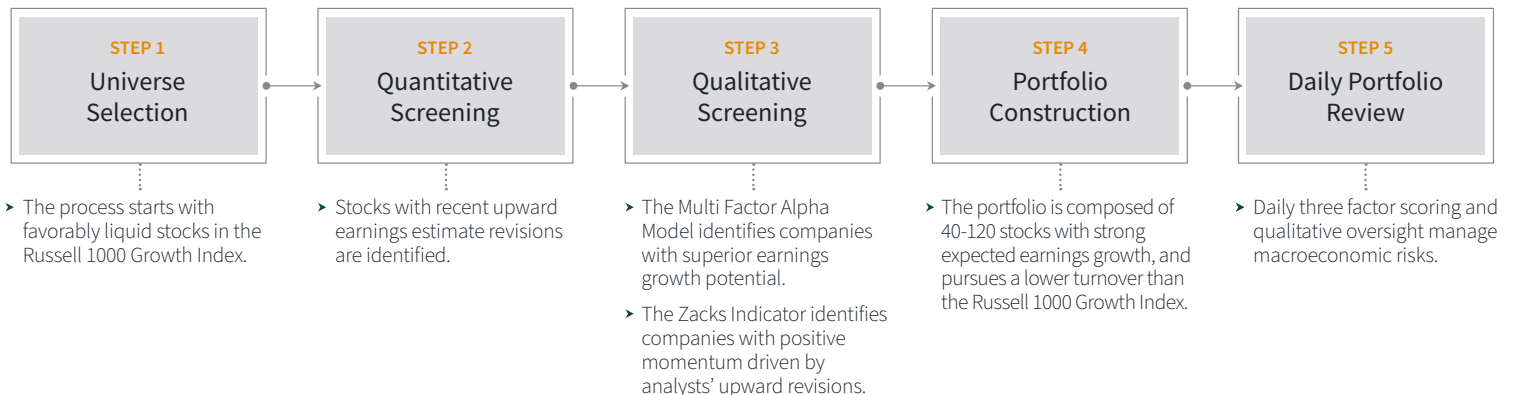 STEP 1
Universe
Selection
STEP 2
Quantitative
Screening
STEP 3
Qualitative
Screening
STEP 4
Portfolio
Construction
STEP 5
Daily Portfolio
Review
The process starts with
favorably liquid stocks in the
Russell 1000 Growth Index.
Stocks with recent upward
earnings estimate revisions
are identified.
The Multi Factor Alpha
Model identifies companies
with superior earnings
growth potential.
The Zacks Indicator identifies
companies with positive
momentum driven by
analysts’ upward revisions.
The portfolio is composed of
40-120 stocks with strong
expected earnings growth, and
pursues a lower turnover than
the Russell 1000 Growth Index.
Daily three factor scoring and
qualitative oversight manage
macroeconomic risks.